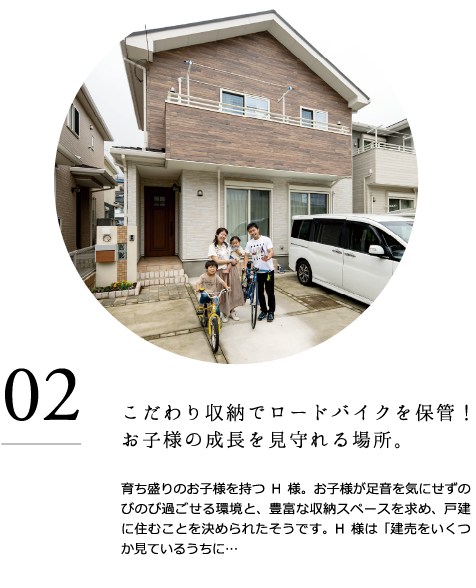 02
こだわり収納でロードバイクを保管！
お子様の成長を見守れる場所。
育ち盛りのお子様を持つ H 様。お子様が足音を気にせずの
びのび過ごせる環境と、豊富な収納スペースを求め、戸建
に住むことを決められたそうです。H 様は「建売をいくつ
か見ているうちに…